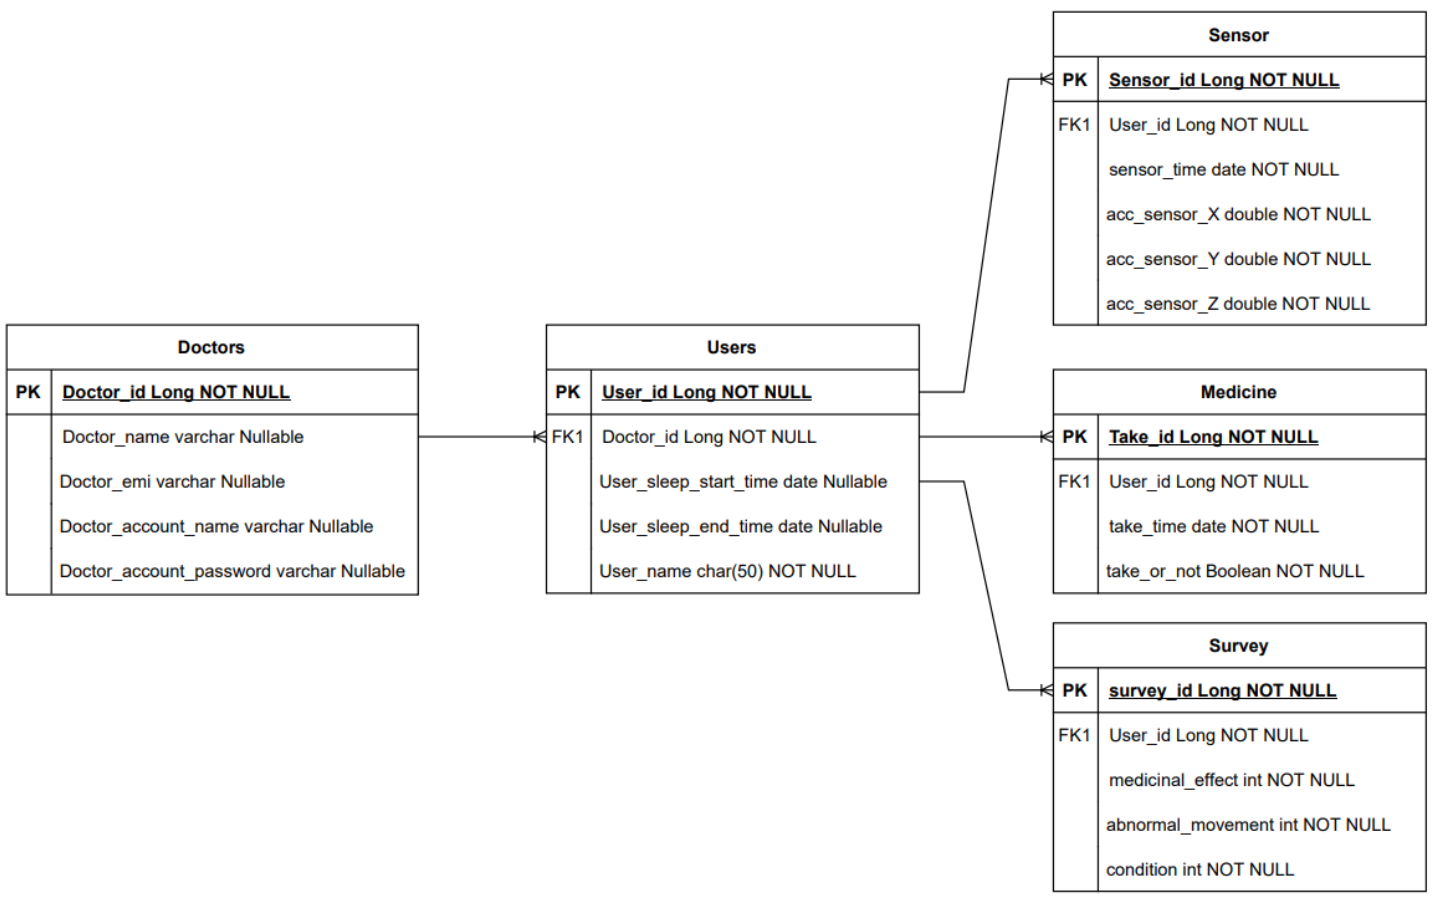 Doctors
PK Doctor_id Long NOT NULL
Doctor_name varchar Nullable
Doctor_emi varchar Nullable
Doctor_account_name varchar Nullable
Doctor_account_password varchar Nullable
Users
PK User_id Long NOT NULL
FK1 Doctor_id Long NOT NULL
User_sleep_start_time date Nullable
User_sleep_end_time date Nullable
User_name char(50) NOT NULL
Sensor
PK Sensor_id Long NOT NULL
FK1 User_id Long NOT NULL
sensor_time date NOT NULL
acc_sensor_X double NOT NULL
acc_sensor_Y double NOT NULL
acc_sensor_Z double NOT NULL
Medicine
PK Take_id Long NOT NULL
FK1 User_id Long NOT NULL
take_time date NOT NULL
take_or_not Boolean NOT NULL
Survey
PK survey_id Long NOT NULL
FK1 User_id Long NOT NULL
medicinal_effect int NOT NULL
abnormal_movement int NOT NULL
condition int NOT NULL